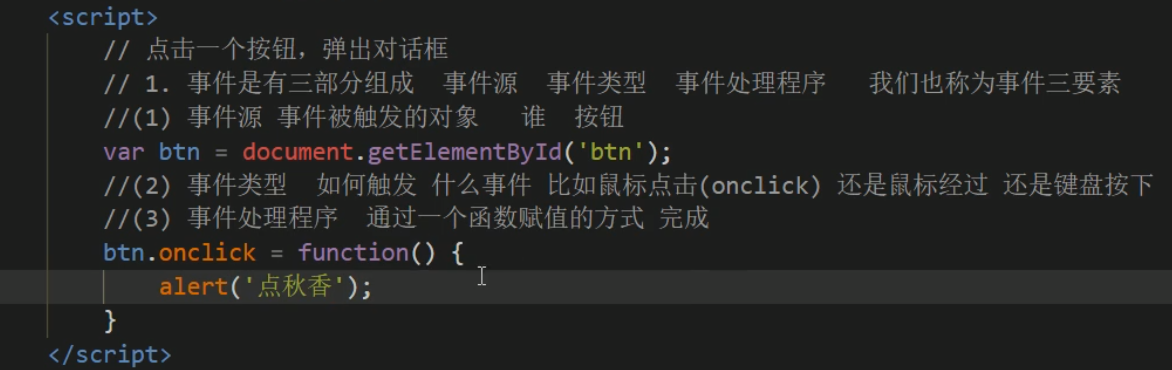 <script>
// 点击一个按钮，弹出对话框
// 1. 事件是有三部分组成  事件源  事件类型  事件处理程序   我们也称为事件三要素
//(1) 事件源 事件被触发的对象   谁  按钮
var btn = document.getElementById('btn');
//(2) 事件类型  如何触发 什么事件 比如鼠标点击(onclick) 还是鼠标经过 还是键盘按下
//(3) 事件处理程序  通过一个函数赋值的方式 完成
btn.onclick = function() {
alert('点秋香');
}
</script>